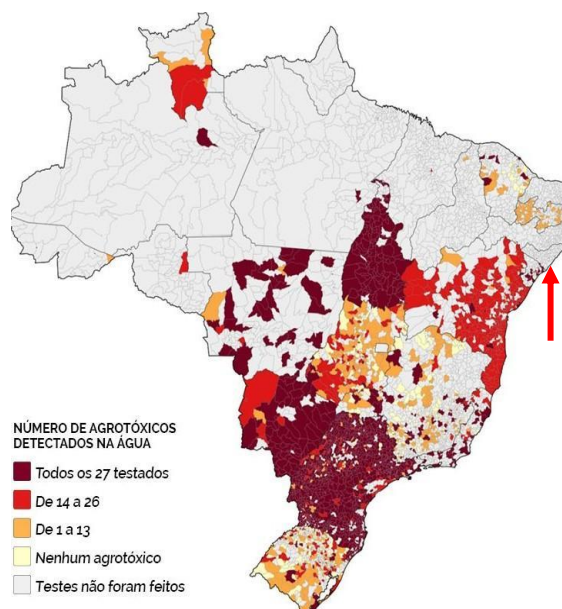 NÚMERO DE AGROTÓXICOS
DETECTADOS NA ÁGUA
Todos os 27 testados
De 14 a 26
De 1 a 13
Nenhum agrotóxico
Testes não foram feitos